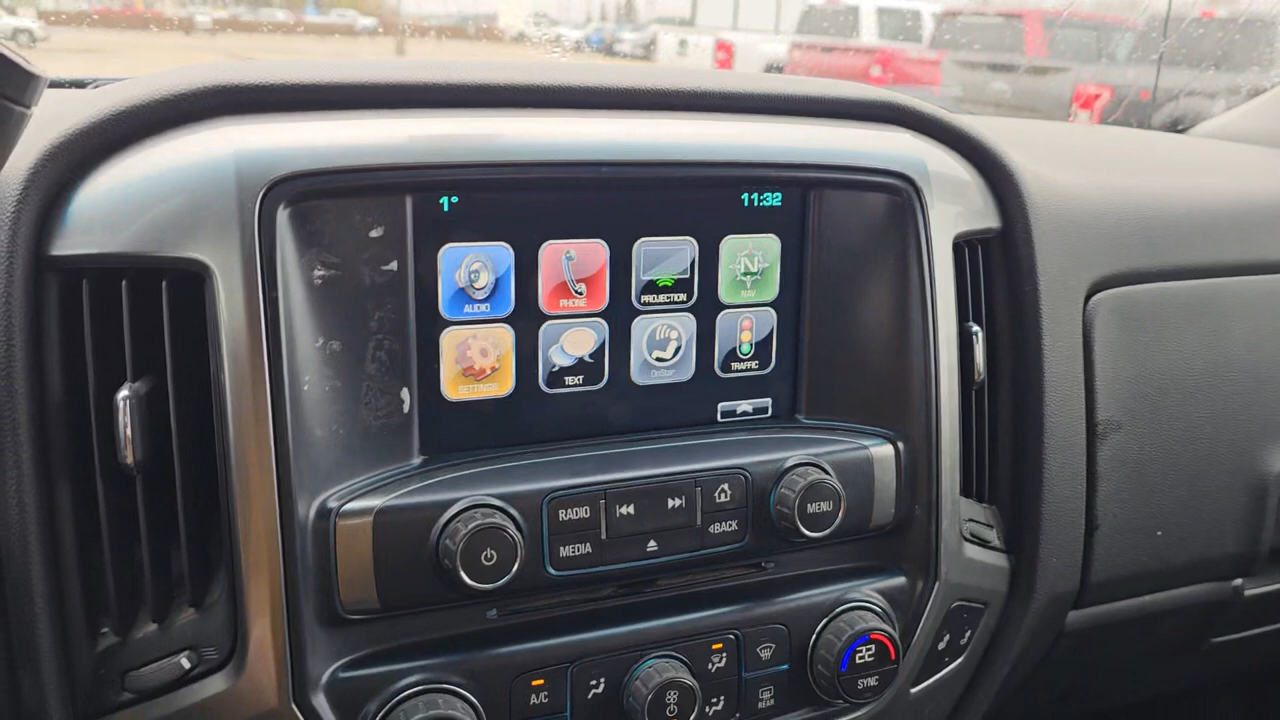 1°
11:32
AUDIO
PHONE
PROJECTION
N
NAV
SETTINGS
TEXT
OnStar
TRAFFIC
RADIO
MEDIA
BACK
MENU
A/C
REAR
22
SYNC